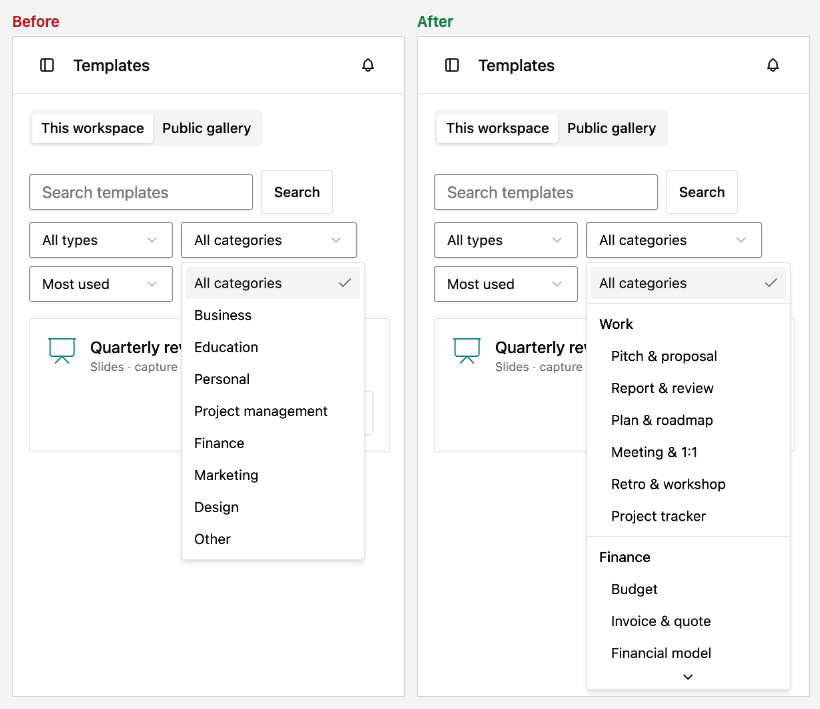 Before
Templates
This workspace
Public gallery
Search templates
Search
All types
All categories
Most used
All categories
Business
Education
Personal
Project management
Finance
Marketing
Design
Other
Quarterly
Slides · capture
After
Templates
This workspace
Public gallery
Search templates
Search
All types
All categories
Most used
All categories
Work
Pitch & proposal
Report & review
Plan & roadmap
Meeting & 1:1
Retro & workshop
Project tracker
Finance
Budget
Invoice & quote
Financial model
Quarterly
Slides · capture